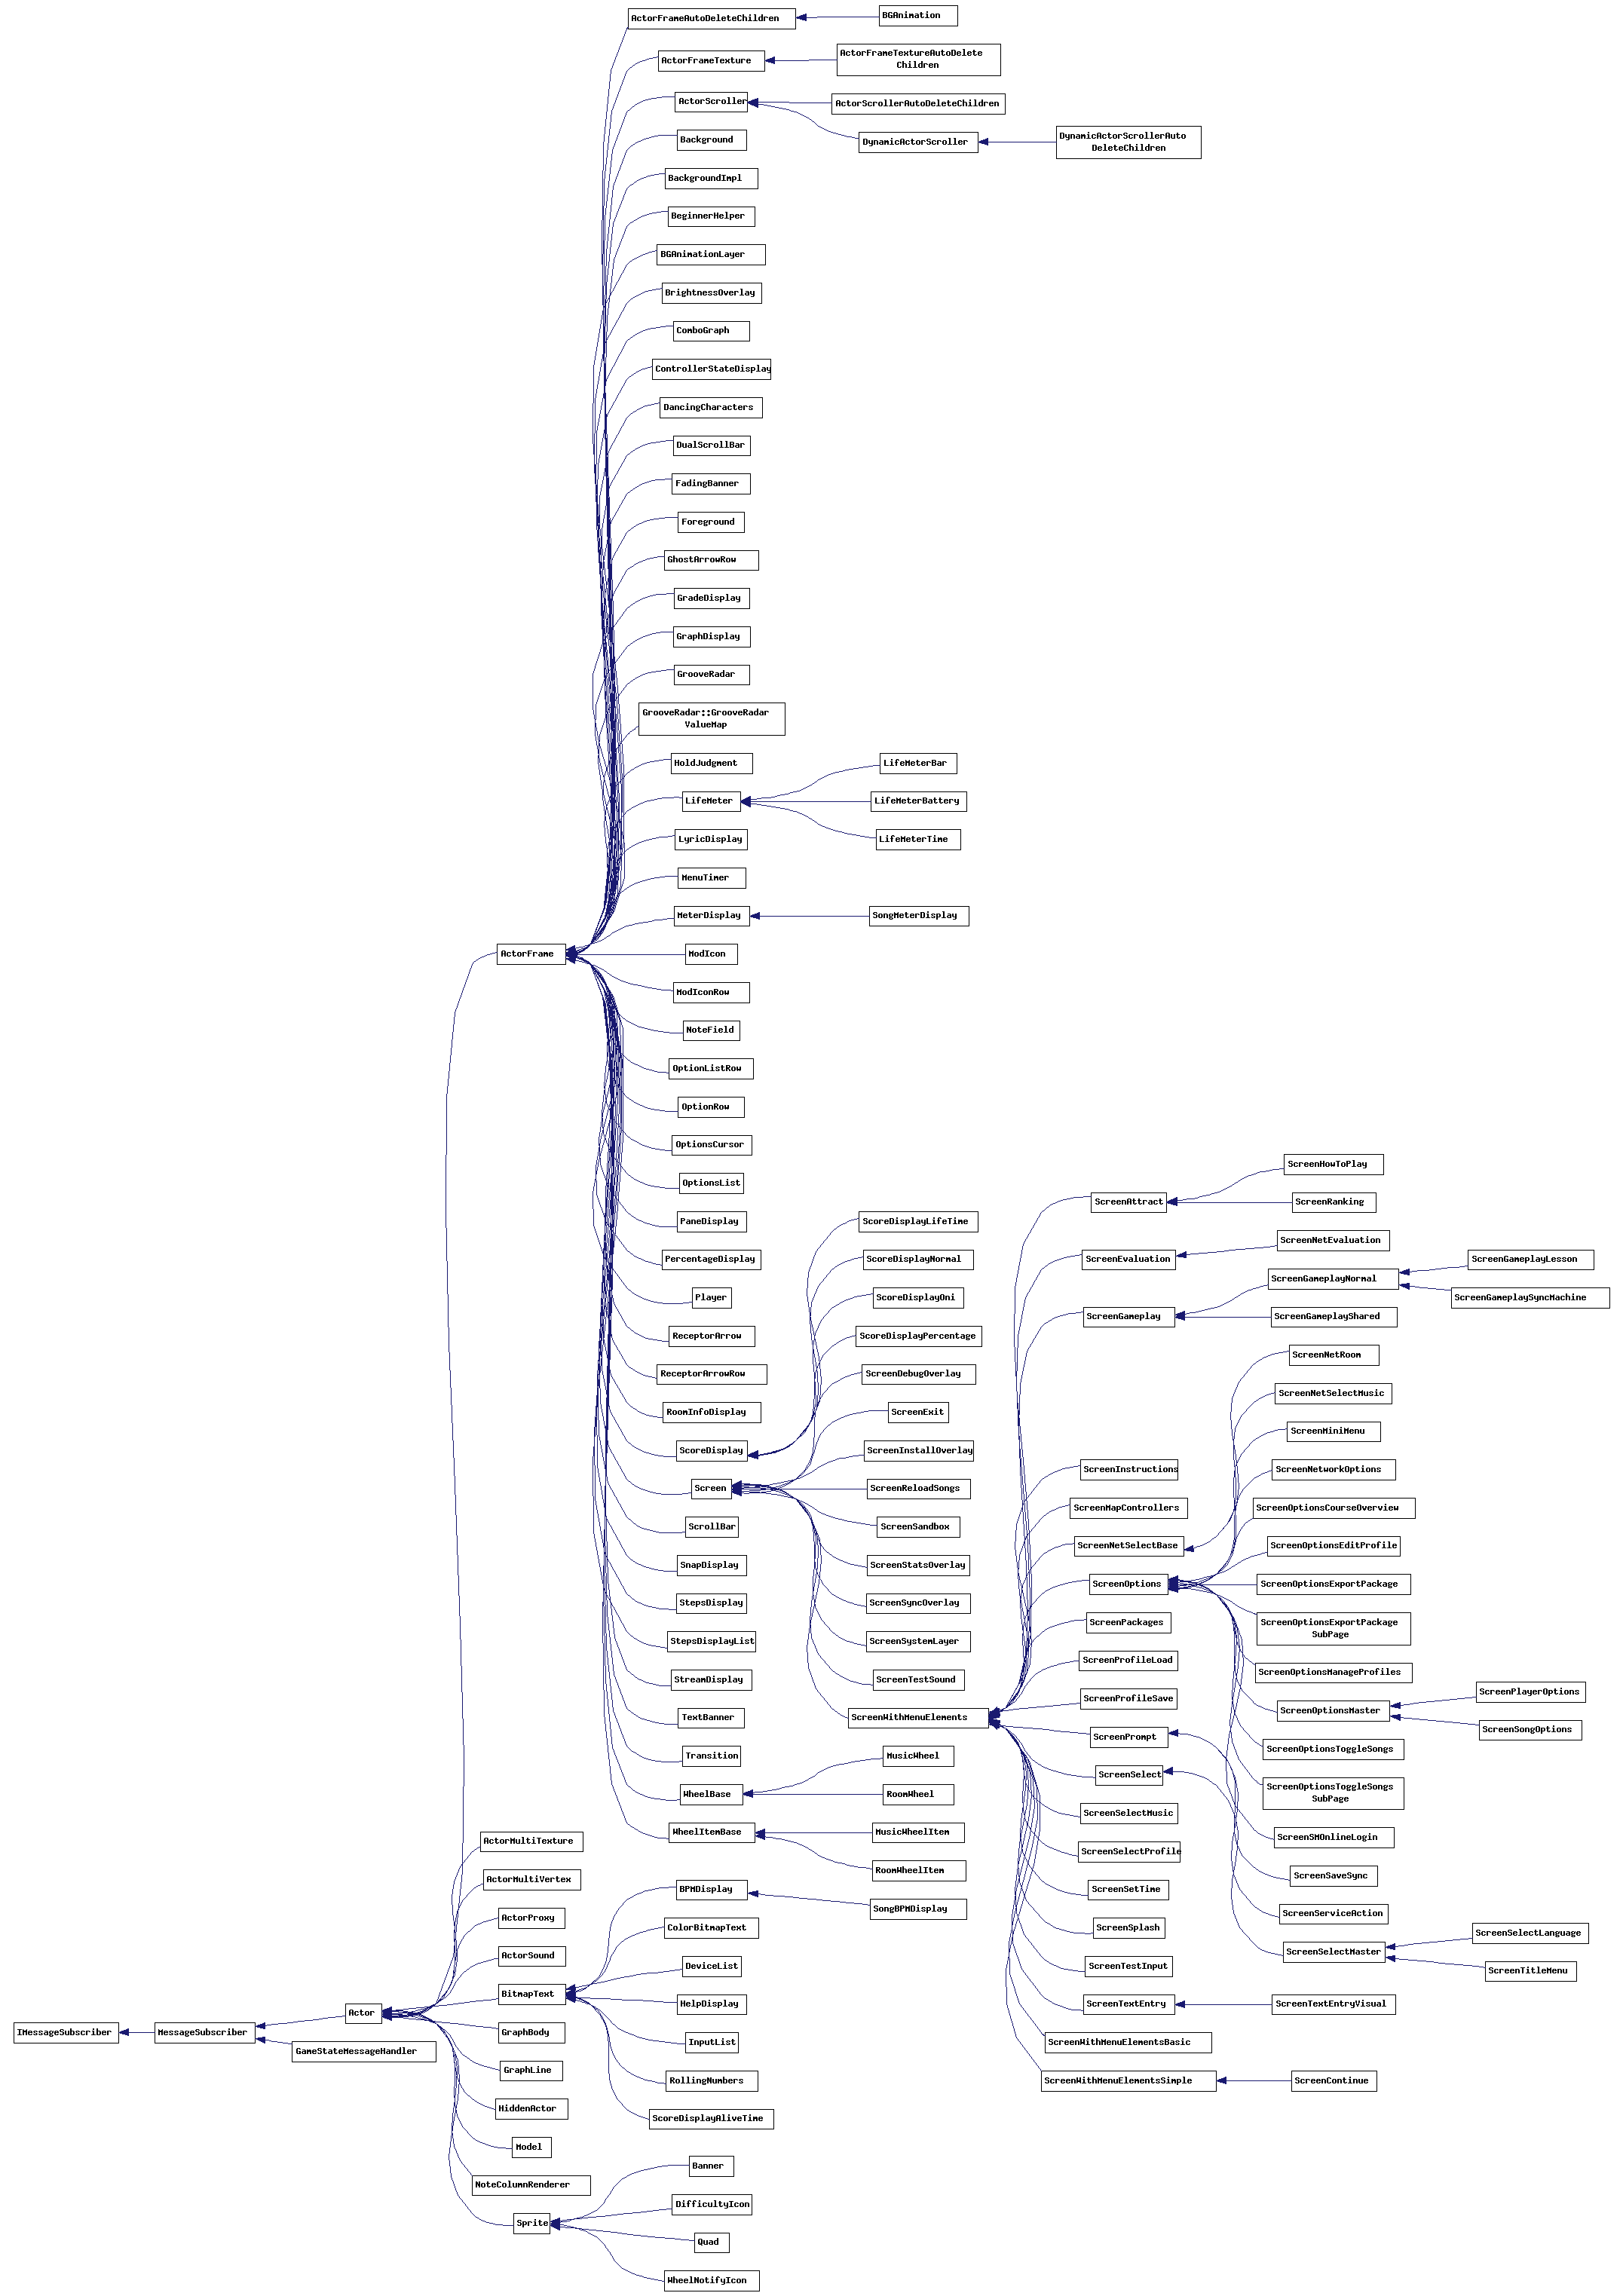 ActorFrameAutoDeleteChildren
BGAnimation
ActorFrameTexture
ActorFrameTextureAutoDelete
Children
ActorScroller
ActorScrollerAutoDeleteChildren
DynamicActorScroller
DynamicActorScrollerAuto
DeleteChildren
Background
BackgroundImpl
BeginnerHelper
BGAnimationLayer
BrightnessOverlay
ComboGraph
ControllerStateDisplay
DancingCharacters
DualScrollBar
FadingBanner
Foreground
GhostArrowRow
GradeDisplay
GraphDisplay
GrooveRadar
GrooveRadar::GrooveRadar
ValueMap
HoldJudgment
LifeMeter
LifeMeterBar
LifeMeterBattery
LifeMeterTime
LyricDisplay
MenuTimer
MeterDisplay
SongMeterDisplay
ActorFrame
ModIcon
ModIconRow
NoteField
OptionListRow
OptionRow
OptionsCursor
OptionsList
PaneDisplay
PercentageDisplay
Player
ReceptorArrow
ReceptorArrowRow
RoomInfoDisplay
ScoreDisplay
ScoreDisplayLifeTime
ScoreDisplayNormal
ScoreDisplayOni
ScoreDisplayPercentage
Screen
ScreenDebugOverlay
ScreenExit
ScreenInstallOverlay
ScreenReloadSongs
ScreenSandbox
ScreenStatsOverlay
ScreenSyncOverlay
ScreenSystemLayer
ScreenTestSound
ScreenWithMenuElements
ScreenAttract
ScreenHowToPlay
ScreenRanking
ScreenEvaluation
ScreenNetEvaluation
ScreenGameplay
ScreenGameplayNormal
ScreenGameplayLesson
ScreenGameplaySyncMachine
ScreenGameplayShared
ScreenInstructions
ScreenMapControllers
ScreenNetSelectBase
ScreenNetRoom
ScreenNetSelectMusic
ScreenOptions
ScreenMiniMenu
ScreenNetworkOptions
ScreenOptionsCourseOverview
ScreenOptionsEditProfile
ScreenOptionsExportPackage
ScreenOptionsExportPackage
SubPage
ScreenOptionsManageProfiles
ScreenOptionsMaster
ScreenPlayerOptions
ScreenSongOptions
ScreenOptionsToggleSongs
ScreenOptionsToggleSongs
SubPage
ScreenSMOnlineLogin
ScreenPackages
ScreenProfileLoad
ScreenProfileSave
ScreenPrompt
ScreenSaveSync
ScreenServiceAction
ScreenSelect
ScreenSelectMaster
ScreenSelectLanguage
ScreenTitleMenu
ScreenSelectMusic
ScreenSelectProfile
ScreenSetTime
ScreenSplash
ScreenTestInput
ScreenTextEntry
ScreenTextEntryVisual
ScreenWithMenuElementsBasic
ScreenWithMenuElementsSimple
ScreenContinue
ScrollBar
SnapDisplay
StepsDisplay
StepsDisplayList
StreamDisplay
TextBanner
Transition
WheelBase
MusicWheel
RoomWheel
WheelItemBase
MusicWheelItem
RoomWheelItem
ActorMultiTexture
ActorMultiVertex
ActorProxy
ActorSound
BitmapText
BPMDisplay
SongBPMDisplay
ColorBitmapText
DeviceList
HelpDisplay
InputList
RollingNumbers
ScoreDisplayAliveTime
IMessageSubscriber
MessageSubscriber
Actor
GameStateMessageHandler
GraphBody
GraphLine
HiddenActor
Model
NoteColumnRenderer
Sprite
Banner
DifficultyIcon
Quad
WheelNotifyIcon